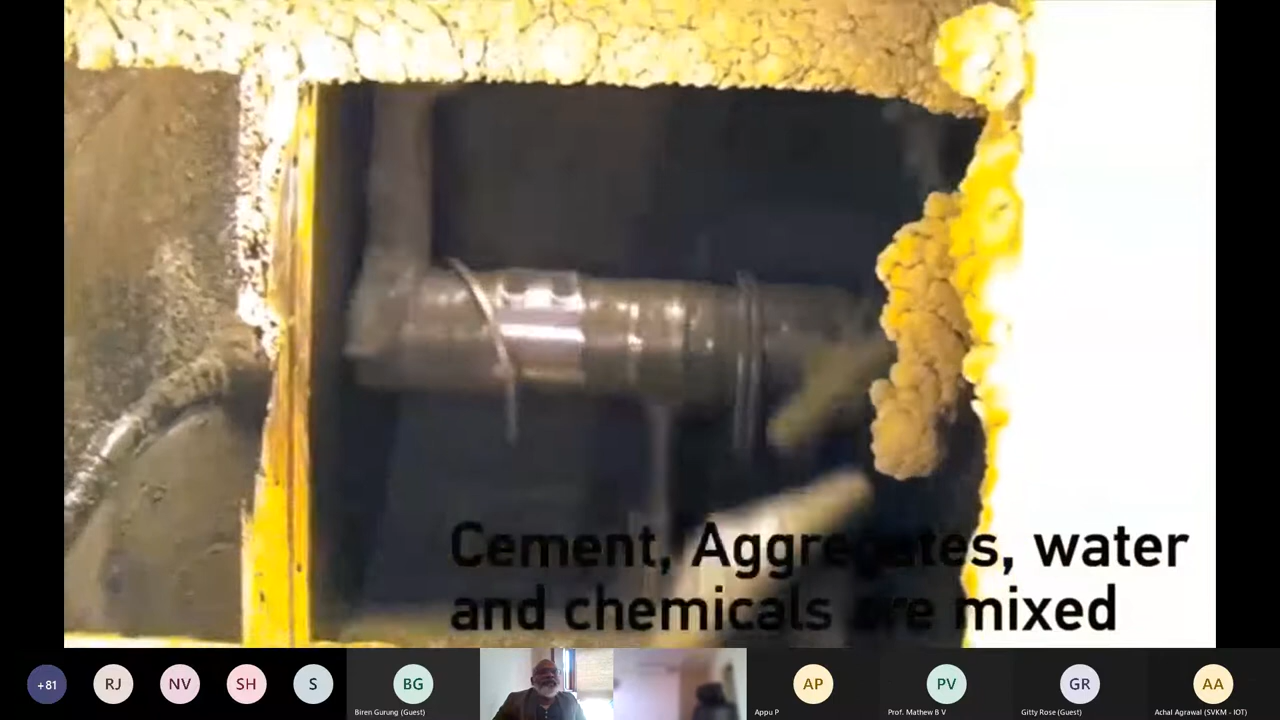 Cement, Aggregates, water
and chemicals are mixed
+81
RJ
NV
SH
S
BG
AP
PV
GR
AA
Biren Gurung (Guest)
Appu P
Prof. Mathew B V
Gitty Rose (Guest)
Achal Agrawal (SVKM - IOT)